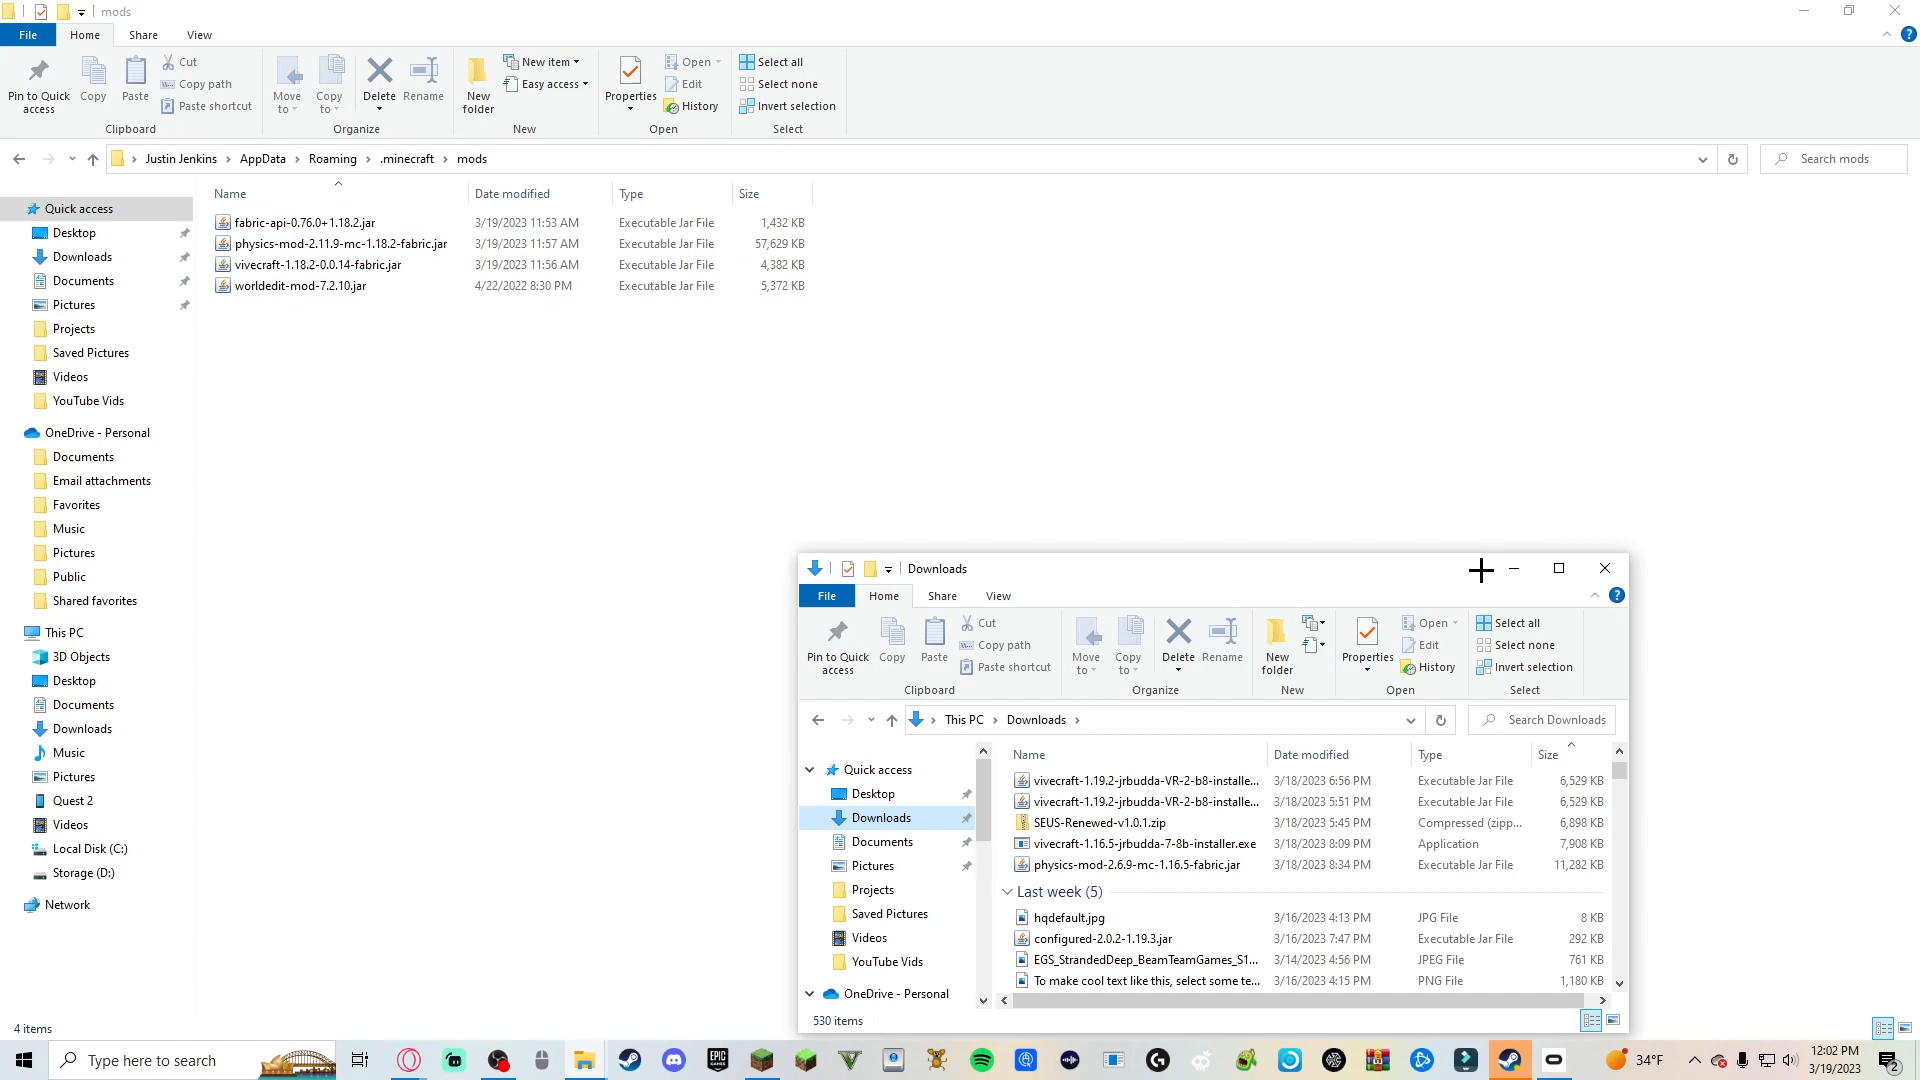 mods
File Home Share View
Pin to Quick access
Copy
Paste
Cut
Copy path
Paste shortcut
Clipboard
Move to
Copy to
Delete
Rename
Organize
New folder
New item
Easy access
New
Properties
Open
Edit
History
Open
Select all
Select none
Invert selection
Select
Justin Jenkins › AppData › Roaming › .minecraft › mods
Search mods
Name Date modified Type Size
fabric-api-0.76.0+1.18.2.jar 3/19/2023 11:53 AM Executable Jar File 1,432 KB
physics-mod-2.11.9-mc-1.18.2-fabric.jar 3/19/2023 11:57 AM Executable Jar File 57,629 KB
vivecraft-1.18.2-0.0.14-fabric.jar 3/19/2023 11:56 AM Executable Jar File 4,382 KB
worldedit-mod-7.2.10.jar 4/22/2022 8:30 PM Executable Jar File 5,372 KB
Quick access
Desktop
Downloads
Documents
Pictures
Projects
Saved Pictures
Videos
YouTube Vids
OneDrive - Personal
Documents
Email attachments
Favorites
Music
Pictures
Public
Shared favorites
This PC
3D Objects
Desktop
Documents
Downloads
Music
Pictures
Quest 2
Videos
Local Disk (C:)
Storage (D:)
Network
4 items
Downloads
File Home Share View
Pin to Quick access
Copy
Paste
Cut
Copy path
Paste shortcut
Clipboard
Move to
Copy to
Delete
Rename
Organize
New folder
New
Properties
Open
Edit
History
Open
Select all
Select none
Invert selection
Select
This PC › Downloads ›
Search Downloads
Quick access
Desktop
Downloads
Documents
Pictures
Projects
Saved Pictures
Videos
YouTube Vids
OneDrive - Personal
Name Date modified Type Size
vivecraft-1.19.2-jrbudda-VR-2-b8-installe... 3/18/2023 6:56 PM Executable Jar File 6,529 KB
vivecraft-1.19.2-jrbudda-VR-2-b8-installe... 3/18/2023 5:51 PM Executable Jar File 6,529 KB
SEUS-Renewed-v1.0.1.zip 3/18/2023 5:45 PM Compressed (zipp... 6,898 KB
vivecraft-1.16.5-jrbudda-7-8b-installer.exe 3/18/2023 8:09 PM Application 7,908 KB
physics-mod-2.6.9-mc-1.16.5-fabric.jar 3/18/2023 8:34 PM Executable Jar File 11,282 KB
Last week (5)
hqdefault.jpg 3/16/2023 4:13 PM JPG File 8 KB
configured-2.0.2-1.19.3.jar 3/16/2023 7:47 PM Executable Jar File 292 KB
EGS_StrandedDeep_BeamTeamGames_S1... 3/14/2023 4:56 PM JPEG File 761 KB
To make cool text like this, select some te... 3/16/2023 4:15 PM PNG File 1,180 KB
530 items
Type here to search
EPIC GAMES
34°F
12:02 PM
3/19/2023
2